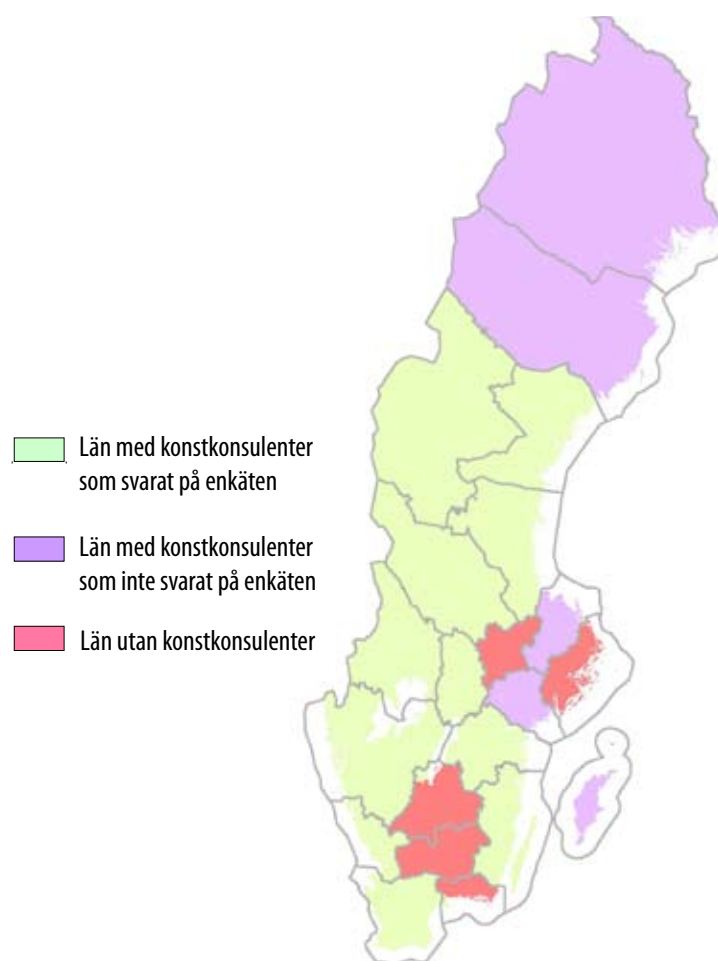 Län med konstkonsulenter
som svarat på enkäten
Län med konstkonsulenter
som inte svarat på enkäten
Län utan konstkonsulenter